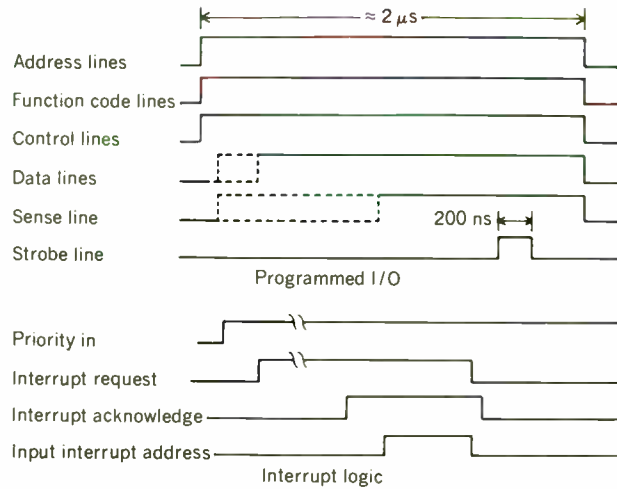 ≈ 2 μs
Address lines
Function code lines
Control lines
Data lines
Sense line
200 ns
Strobe line
Programmed I/O
Priority in
Interrupt request
Interrupt acknowledge
Input interrupt address
Interrupt logic